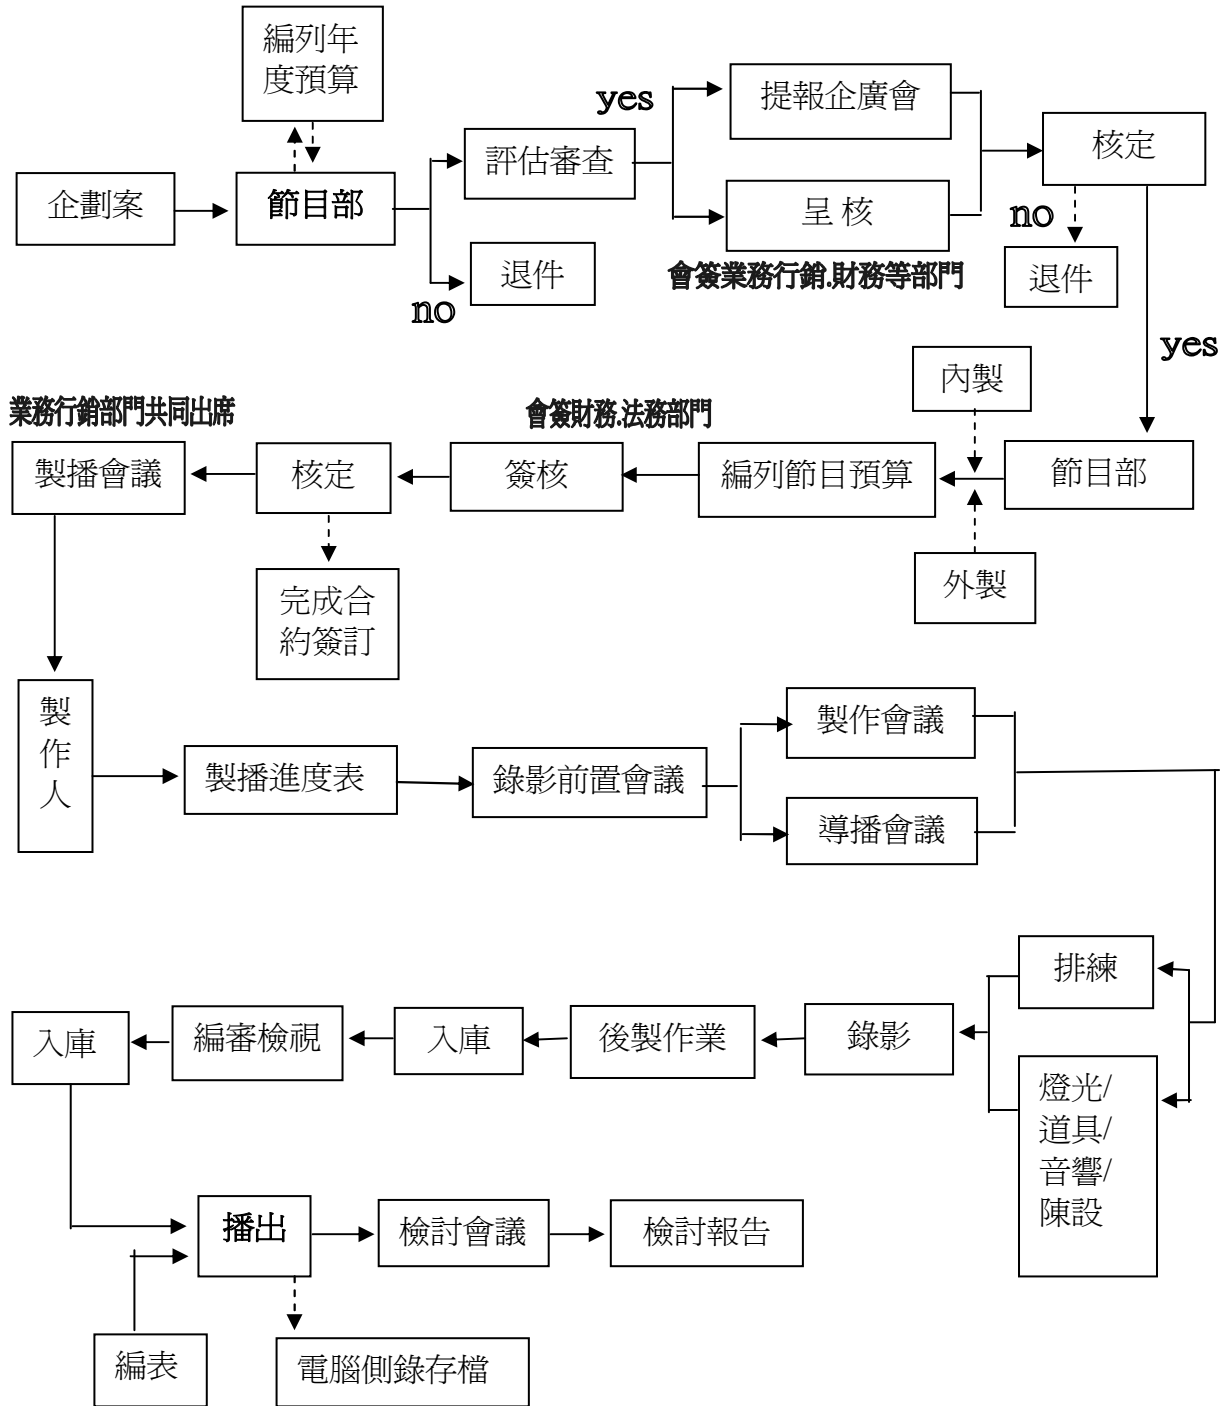 編列年
度預算
企劃案
節目部
yes
評估審查
no
退件
提報企廣會
呈核
會簽業務行銷.財務等部門
核定
no
退件
yes
內製
節目部
外製
編列節目預算
會簽財務.法務部門
簽核
核定
完成合
約簽訂
業務行銷部門共同出席
製播會議
製
作
人
製播進度表
錄影前置會議
製作會議
導播會議
排練
燈光/
道具/
音響/
陳設
錄影
後製作業
入庫
編審檢視
入庫
播出
檢討會議
檢討報告
編表
電腦側錄存檔